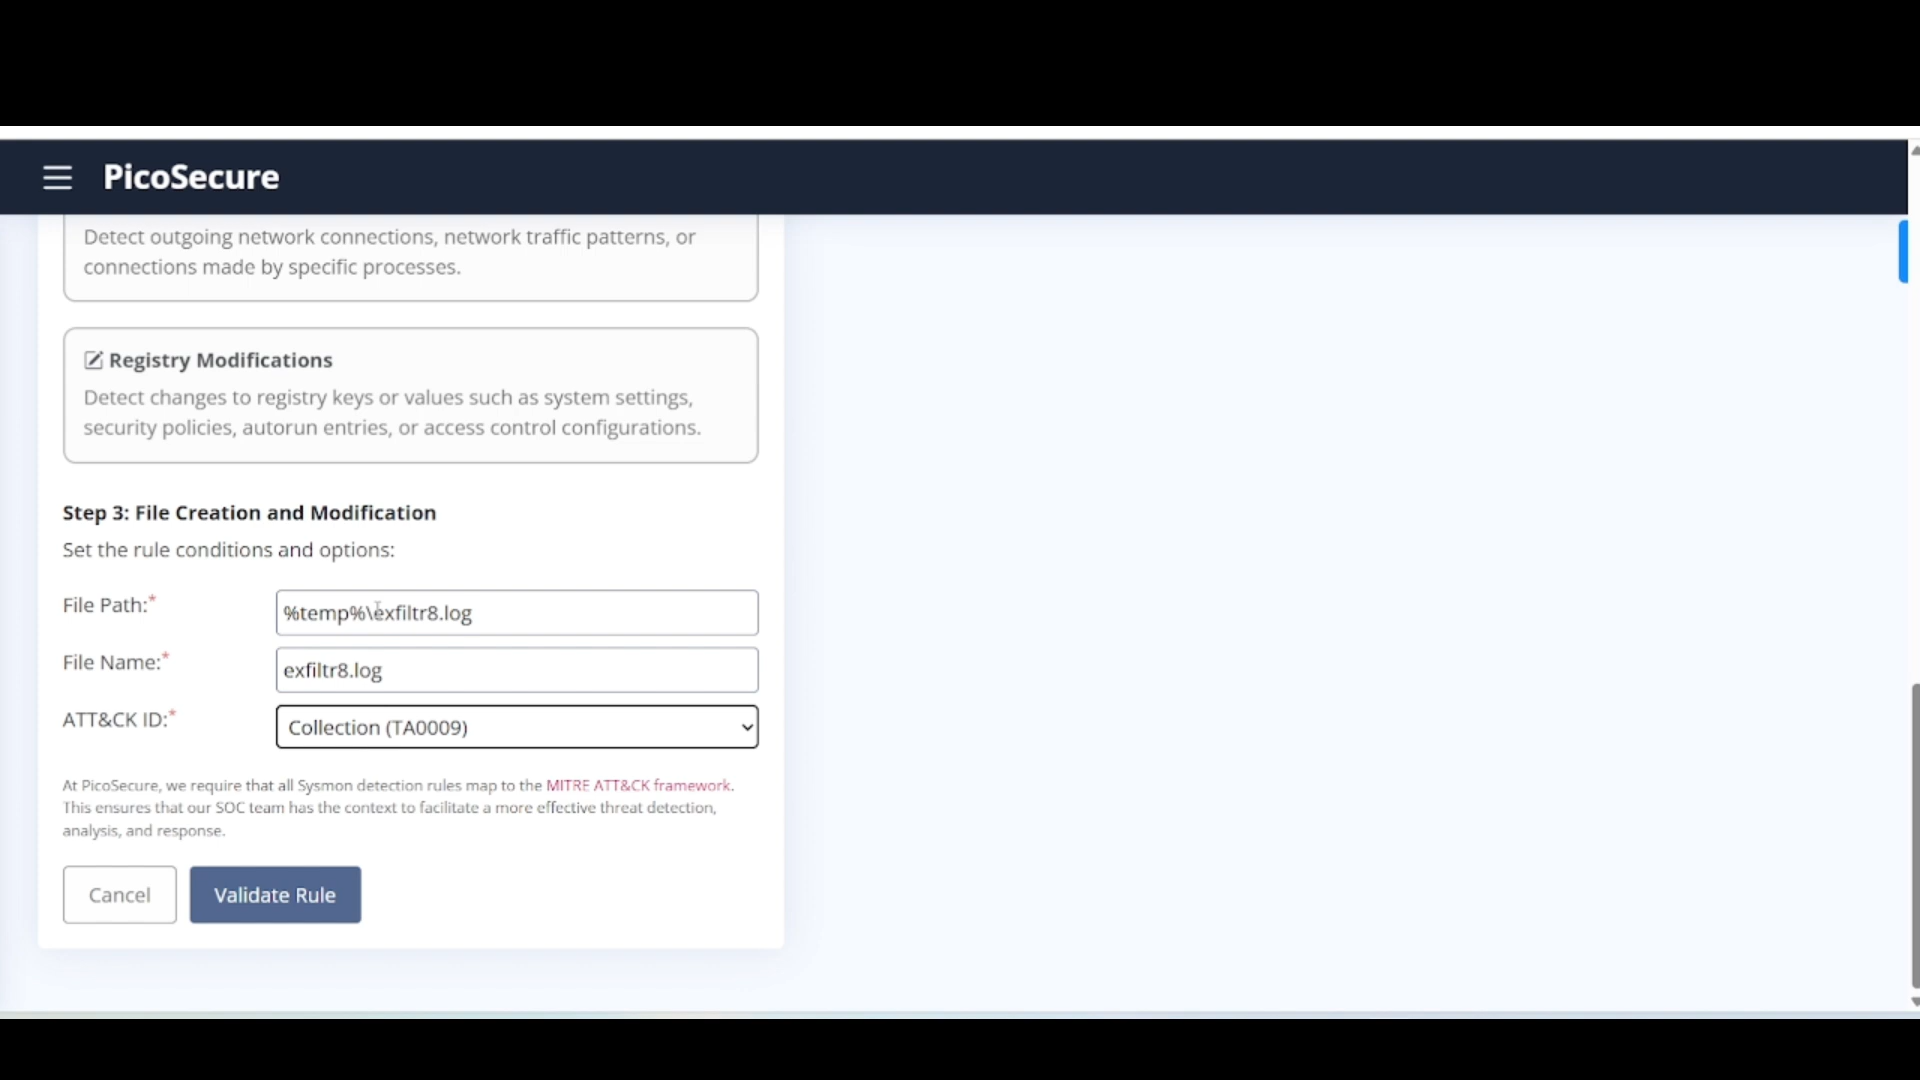 PicoSecure
Detect outgoing network connections, network traffic patterns, or
connections made by specific processes.
Registry Modifications
Detect changes to registry keys or values such as system settings,
security policies, autorun entries, or access control configurations.
Step 3: File Creation and Modification
Set the rule conditions and options:
File Path:* %temp%\exfiltr8.log
File Name:* exfiltr8.log
ATT&CK ID:* Collection (TA0009)
At PicoSecure, we require that all Sysmon detection rules map to the MITRE ATT&CK framework.
This ensures that our SOC team has the context to facilitate a more effective threat detection,
analysis, and response.
Cancel Validate Rule